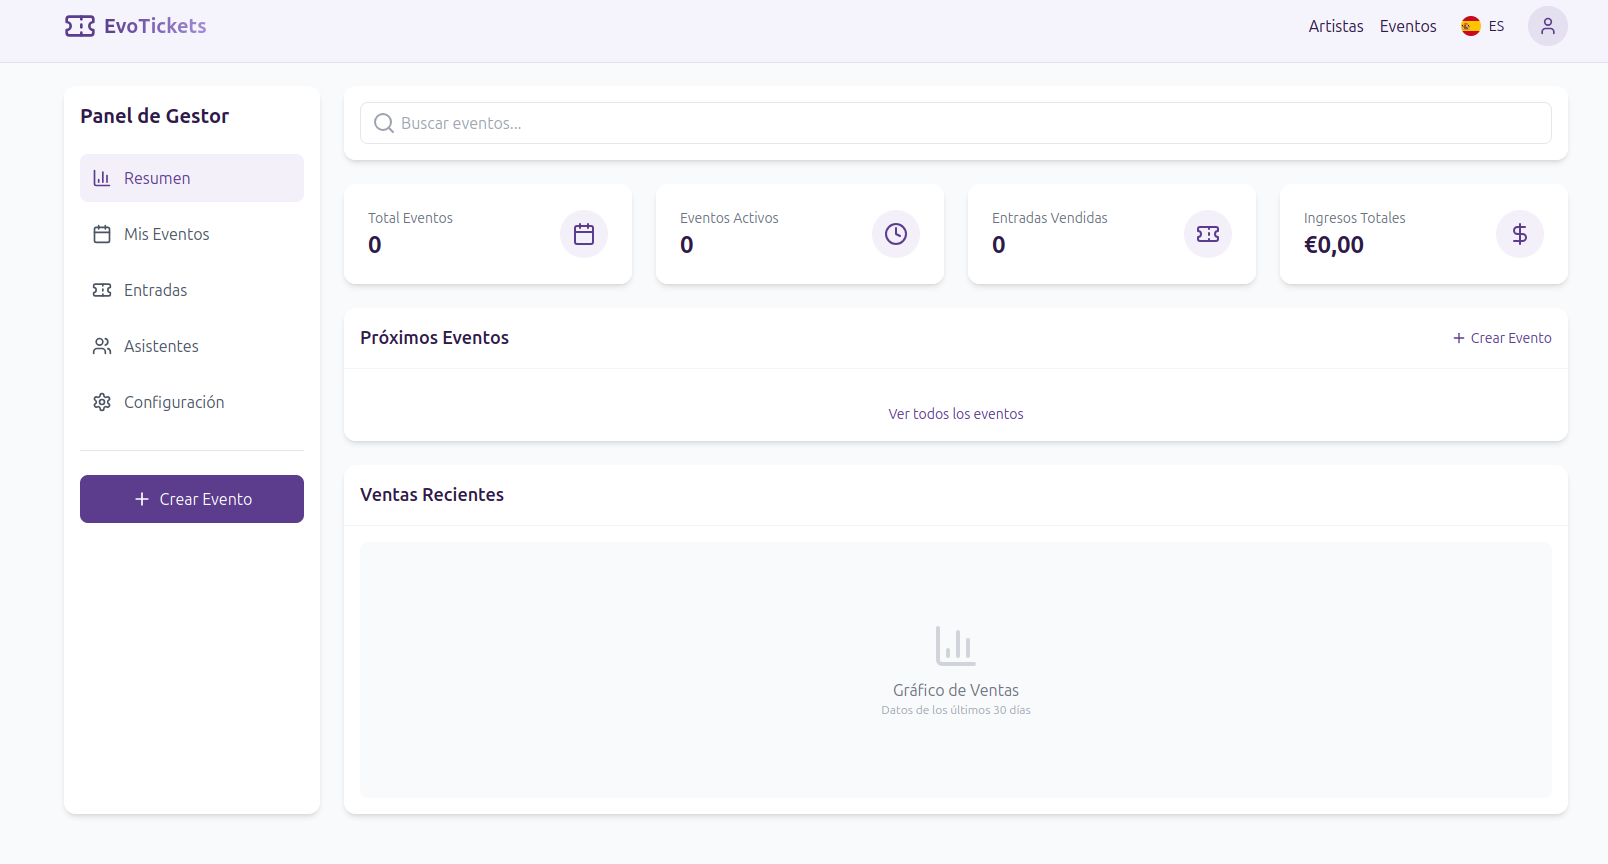 EvoTickets
Artistas
Eventos
ES
Panel de Gestor
Resumen
Mis Eventos
Entradas
Asistentes
Configuración
+ Crear Evento
Buscar eventos...
Total Eventos
0
Eventos Activos
0
Entradas Vendidas
0
Ingresos Totales
€0,00
Próximos Eventos
+ Crear Evento
Ver todos los eventos
Ventas Recientes
Gráfico de Ventas
Datos de los últimos 30 días